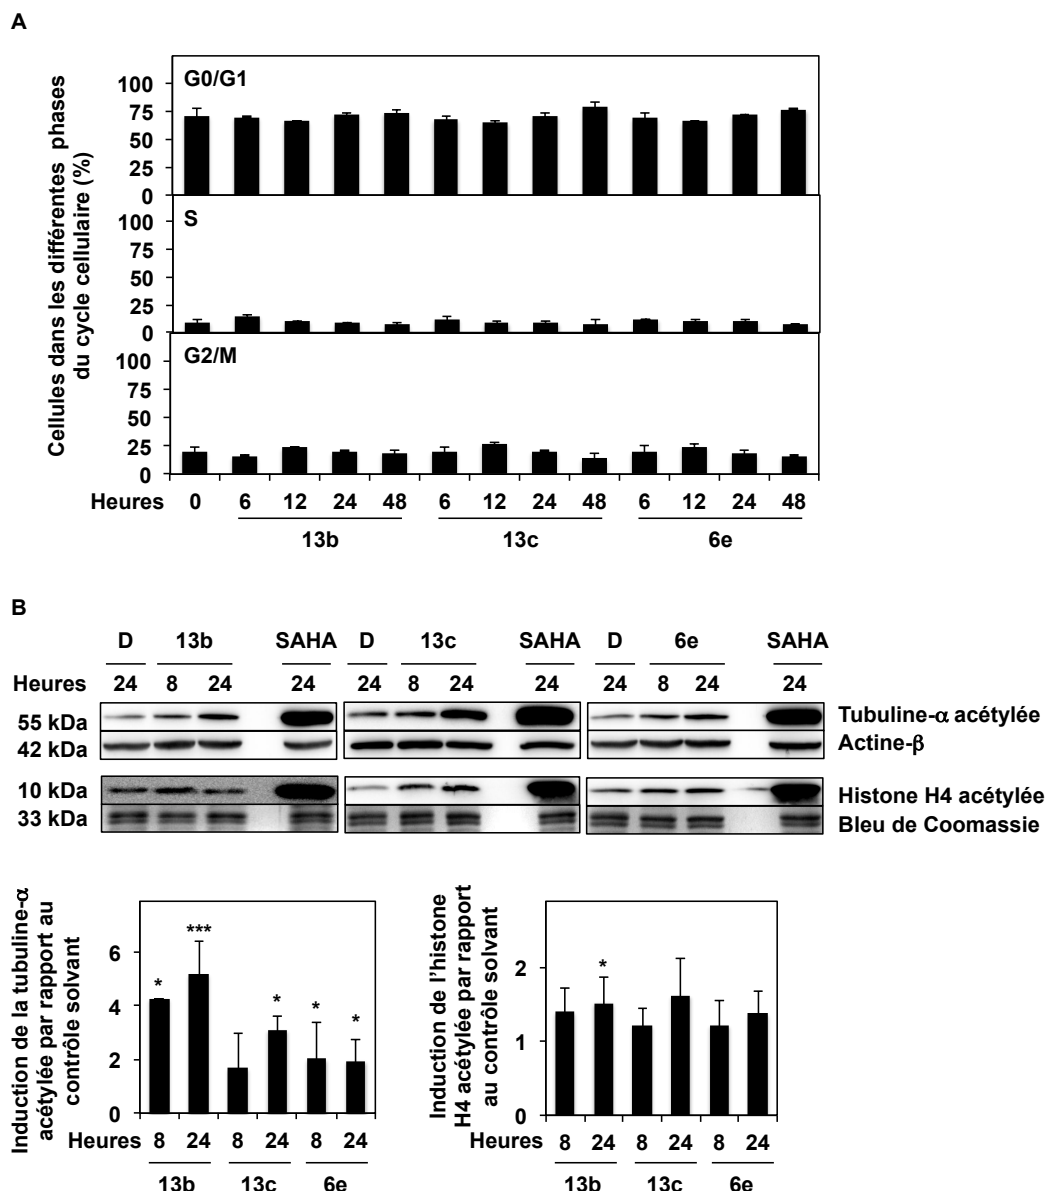 A
Cellules dans les différentes phases
du cycle cellulaire (%)
G0/G1
100
75
50
25
0
S
100
75
50
25
0
G2/M
100
75
50
25
0
Heures 0 6 12 24 48 6 12 24 48 6 12 24 48
13b 13c 6e
B
D 13b SAHA D 13c SAHA D 6e SAHA
Heures 24 8 24 24 24 8 24 24 24 8 24 24
55 kDa Tubuline-α acétylée
42 kDa Actine-β
10 kDa Histone H4 acétylée
33 kDa Bleu de Coomassie
Induction de la tubuline-α
acétylée par rapport au
contrôle solvant
6
4
2
0
* *** * * *
Heures 8 24 8 24 8 24
13b 13c 6e
Induction de l'histone
H4 acétylée par rapport
au contrôle solvant
2
1
0
*
Heures 8 24 8 24 8 24
13b 13c 6e